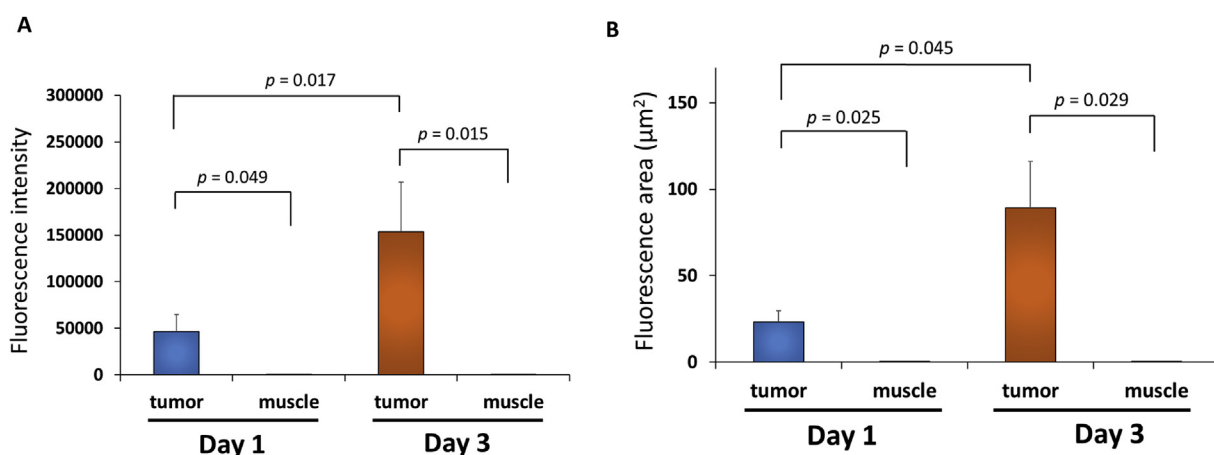 A
Fluorescence intensity
300000
250000
200000
150000
100000
50000
0
p = 0.017
p = 0.015
p = 0.049
tumor muscle tumor muscle
Day 1 Day 3
B
Fluorescence area (µm²)
150
100
50
0
p = 0.045
p = 0.029
p = 0.025
tumor muscle tumor muscle
Day 1 Day 3